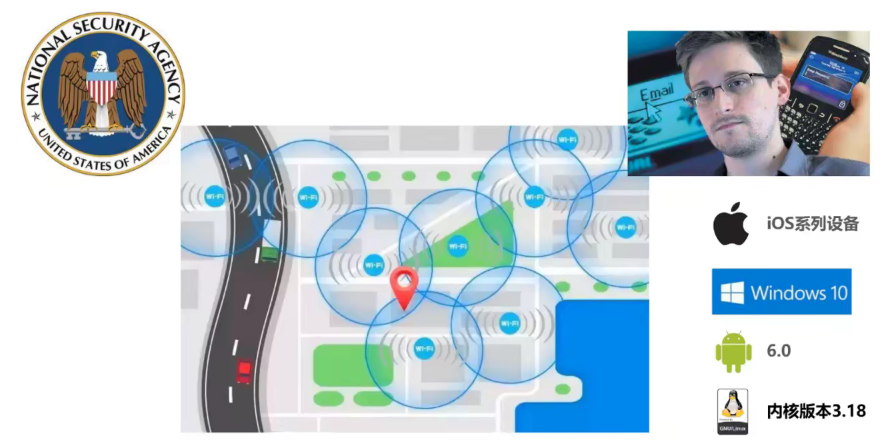 NATIONAL SECURITY AGENCY
UNITED STATES OF AMERICA
Email
Wi-Fi
Wi-Fi
Wi-Fi
Wi-Fi
Wi-Fi
Wi-Fi
Wi-Fi
Wi-Fi
Wi-Fi
iOS系列设备
Windows 10
6.0
GNU/Linux
内核版本3.18